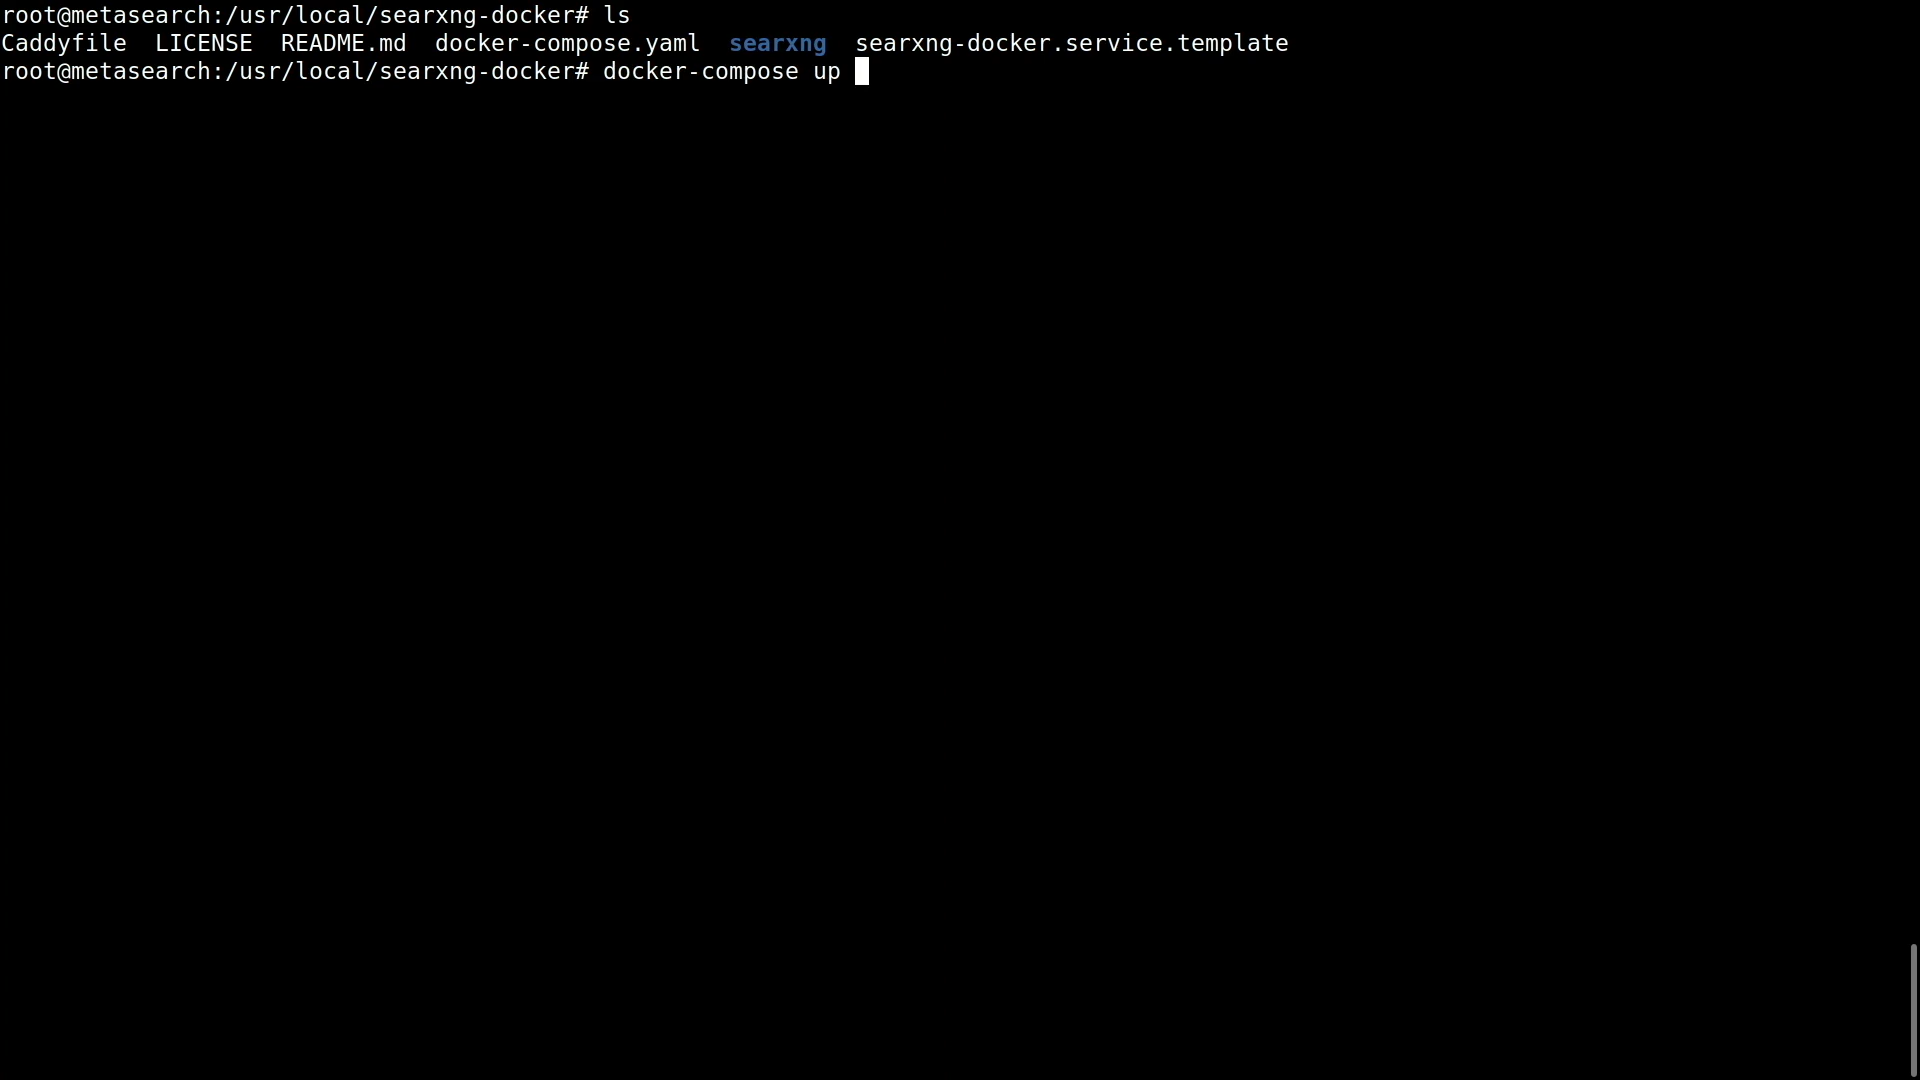 root@metasearch:/usr/local/searxng-docker# ls
Caddyfile  LICENSE  README.md  docker-compose.yaml  searxng  searxng-docker.service.template
root@metasearch:/usr/local/searxng-docker# docker-compose up